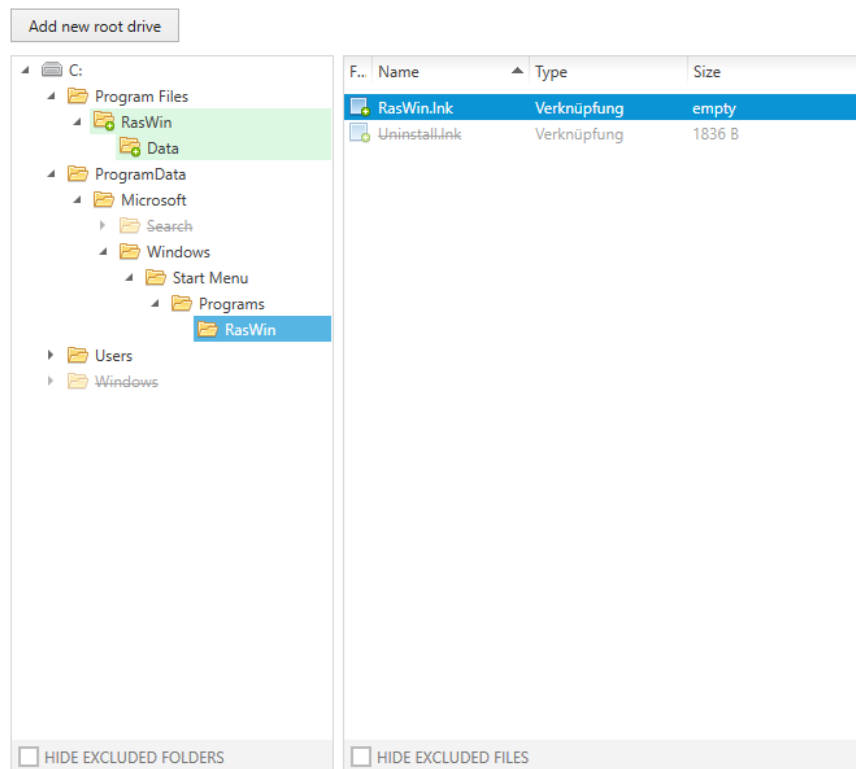 Add new root drive
C:
Program Files
RasWin
Data
ProgramData
Microsoft
Search
Windows
Start Menu
Programs
RasWin
Users
Windows
HIDE EXCLUDED FOLDERS
F... Name Type Size
RasWin.lnk Verknüpfung empty
Uninstall.lnk Verknüpfung 1836 B
HIDE EXCLUDED FILES